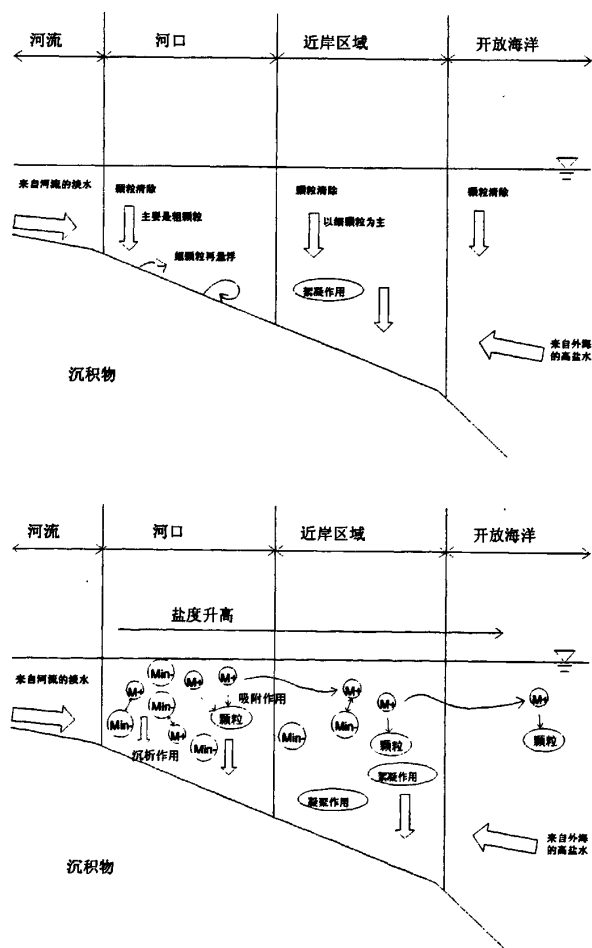 河流 河口 近岸区域 开放海洋
来自河流的淡水 颗粒清除 颗粒清除 颗粒清除
主要是粗颗粒 以细颗粒为主
细颗粒再悬浮
絮凝作用
来自外海
的高盐水
沉积物
河流 河口 近岸区域 开放海洋
盐度升高
来自河流的淡水
Min-
M+
M+
M+
吸附作用
M+
M+
M+
Min-
Min-
颗粒
Min-
Min-
颗粒
颗粒
M+
沉析作用
Min-
絮凝作用
凝聚作用
来自外海
的高盐水
沉积物